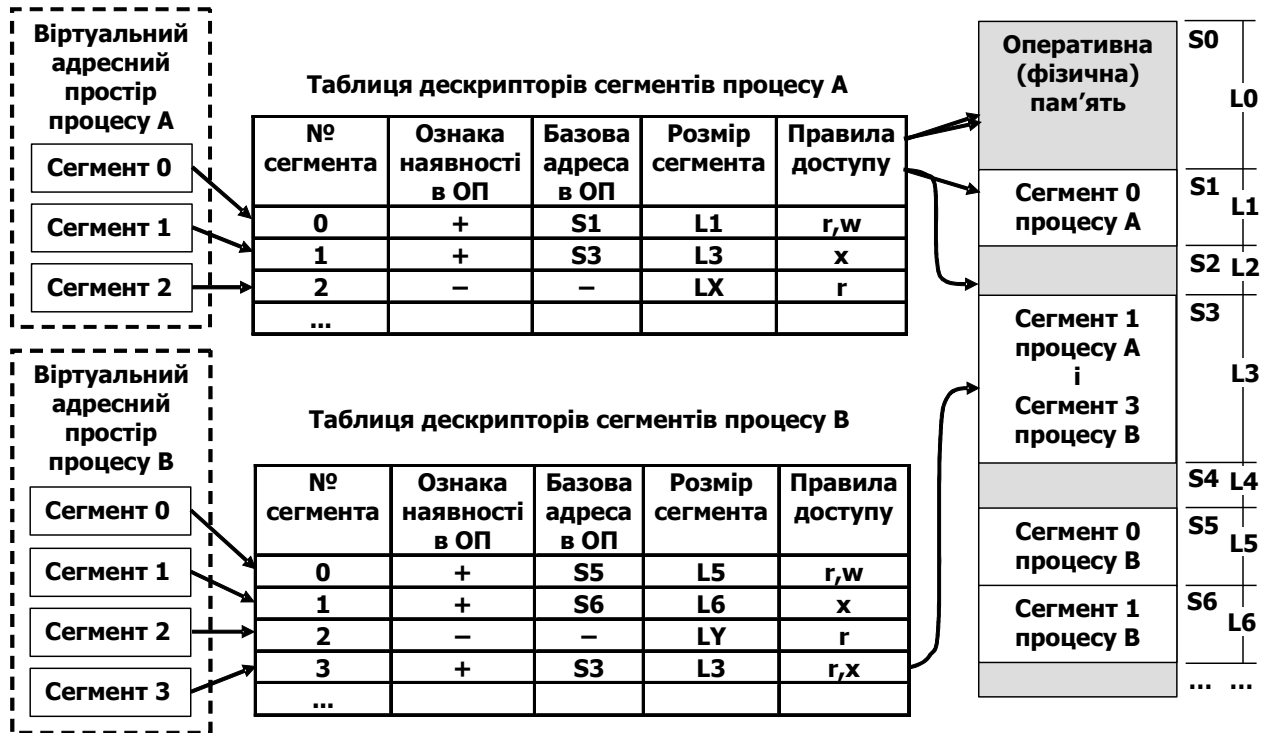 Віртуальний
адресний
простір
процесу А
Сегмент 0
Сегмент 1
Сегмент 2
Таблиця дескрипторів сегментів процесу А
№ сегмента Ознака наявності в ОП Базова адреса в ОП Розмір сегмента Правила доступу
0 + S1 L1 r,w
1 + S3 L3 x
2 – – LX r
...
Віртуальний
адресний
простір
процесу В
Сегмент 0
Сегмент 1
Сегмент 2
Сегмент 3
Таблиця дескрипторів сегментів процесу В
№ сегмента Ознака наявності в ОП Базова адреса в ОП Розмір сегмента Правила доступу
0 + S5 L5 r,w
1 + S6 L6 x
2 – – LY r
3 + S3 L3 r,x
...
Оперативна
(фізична)
пам’ять
S0
L0
Сегмент 0
процесу А
S1
L1
S2 L2
Сегмент 1
процесу А
і
Сегмент 3
процесу В
S3
L3
S4 L4
Сегмент 0
процесу В
S5
L5
Сегмент 1
процесу В
S6
L6
... ...